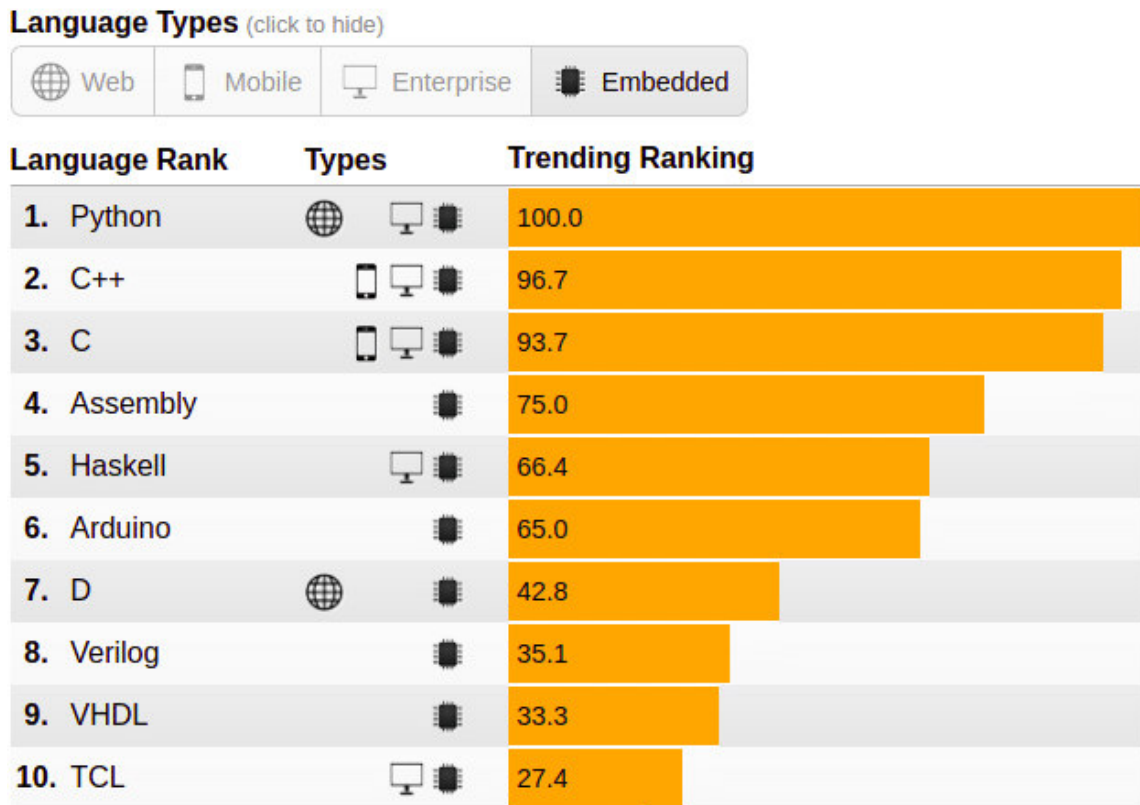 Language Types (click to hide)
Web Mobile Enterprise Embedded
Language Rank Types Trending Ranking
1. Python 100.0
2. C++ 96.7
3. C 93.7
4. Assembly 75.0
5. Haskell 66.4
6. Arduino 65.0
7. D 42.8
8. Verilog 35.1
9. VHDL 33.3
10. TCL 27.4